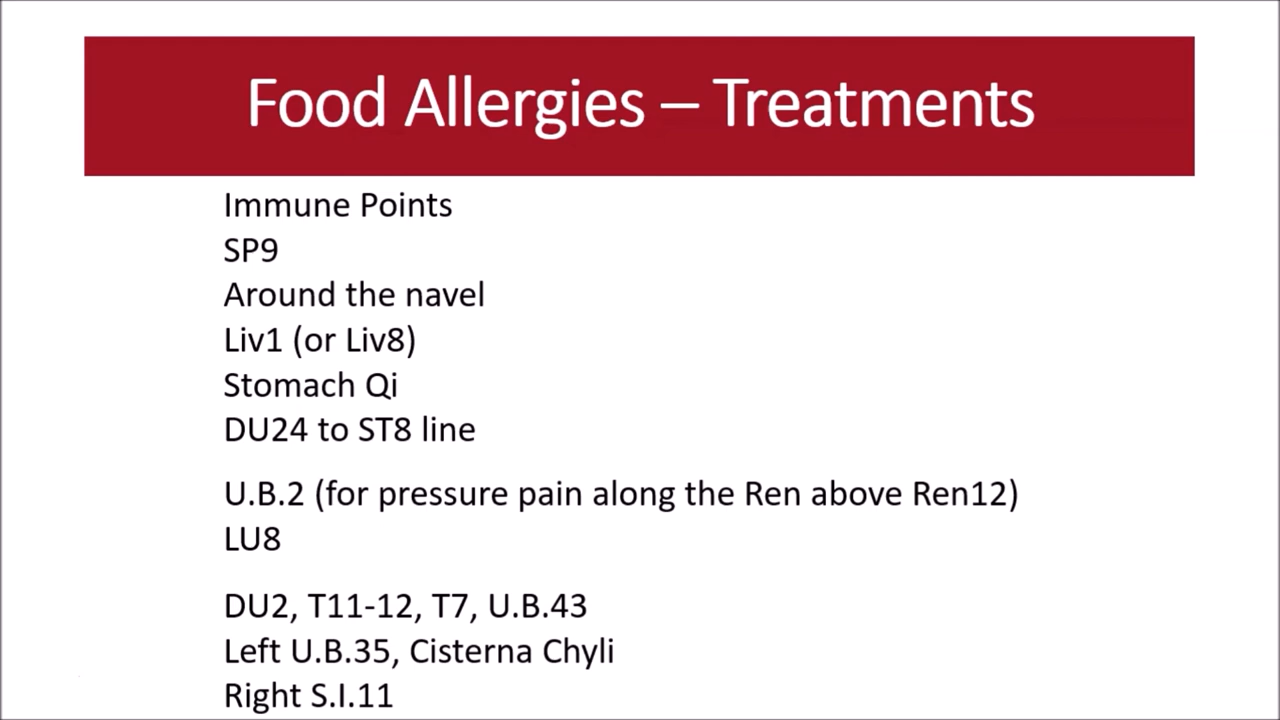 Food Allergies – Treatments
Immune Points
SP9
Around the navel
Liv1 (or Liv8)
Stomach Qi
DU24 to ST8 line
U.B.2 (for pressure pain along the Ren above Ren12)
LU8
DU2, T11-12, T7, U.B.43
Left U.B.35, Cisterna Chyli
Right S.I.11